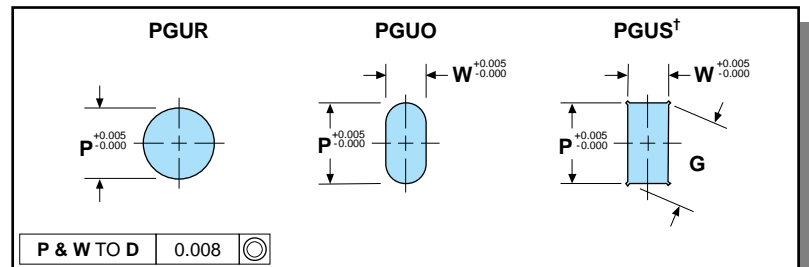 PGUR
PGUO
PGUS†
P +0.005 -0.000
W +0.005 -0.000
P +0.005 -0.000
W +0.005 -0.000
P +0.005 -0.000
G
P & W TO D 0.008 ◎